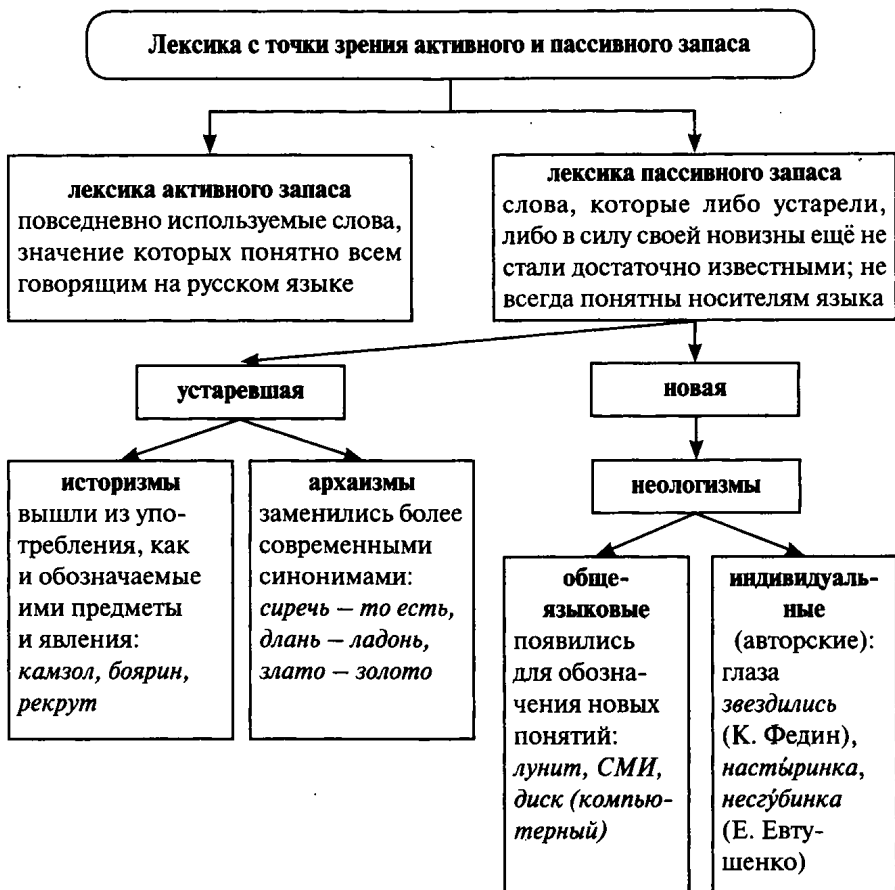 Лексика с точки зрения активного и пассивного запаса
лексика активного запаса
повседневно используемые слова,
значение которых понятно всем
говорящим на русском языке
лексика пассивного запаса
слова, которые либо устарели,
либо в силу своей новизны ещё не
стали достаточно известными; не
всегда понятны носителям языка
устаревшая
новая
историзмы
вышли из упо-
требления, как
и обозначаемые
ими предметы
и явления:
камзол, боярин,
рекрут
архаизмы
заменились более
современными
синонимами:
сиречь – то есть,
длань – ладонь,
злато – золото
неологизмы
обще-
языковые
появились
для обозна-
чения новых
понятий:
лунит, СМИ,
диск (компью-
терный)
индивидуаль-
ные
(авторские):
глаза
звездились
(К. Федин),
насты́ринка,
несгу́бинка
(Е. Евту-
шенко)